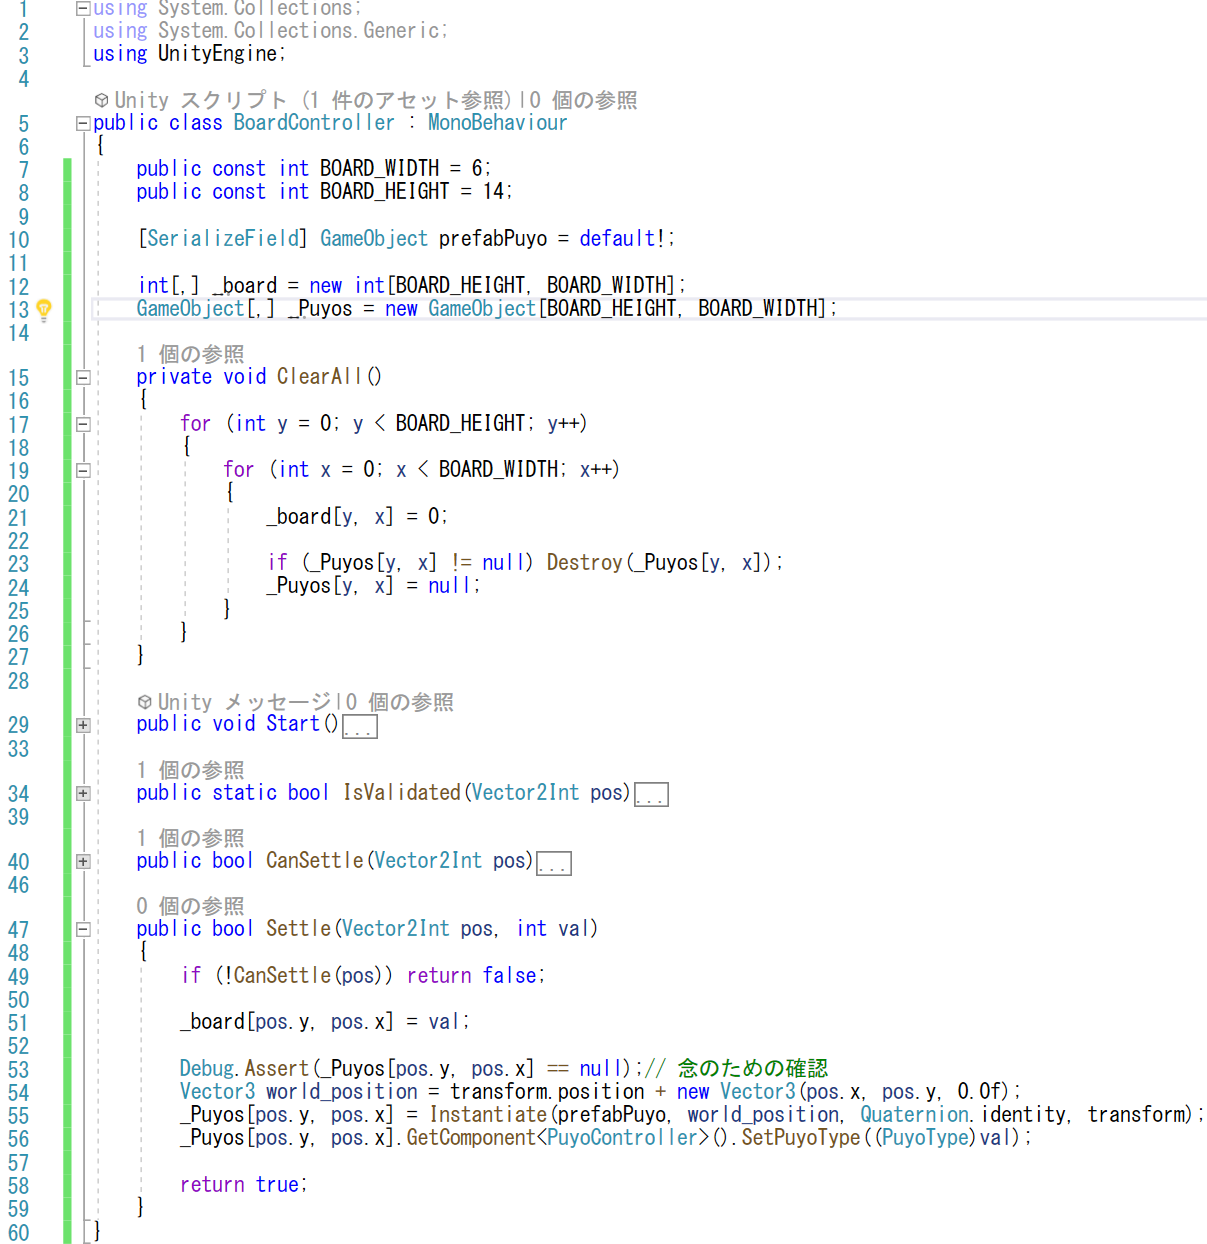 1 using System.Collections;
2 using System.Collections.Generic;
3 using UnityEngine;
4
Unity スクリプト (1 件のアセット参照)|0 個の参照
5 public class BoardController : MonoBehaviour
6 {
7 public const int BOARD_WIDTH = 6;
8 public const int BOARD_HEIGHT = 14;
9
10 [SerializeField] GameObject prefabPuyo = default!;
11
12 int[,] _board = new int[BOARD_HEIGHT, BOARD_WIDTH];
13 GameObject[,] _Puyos = new GameObject[BOARD_HEIGHT, BOARD_WIDTH];
14
1 個の参照
15 private void ClearAll()
16 {
17 for (int y = 0; y < BOARD_HEIGHT; y++)
18 {
19 for (int x = 0; x < BOARD_WIDTH; x++)
20 {
21 _board[y, x] = 0;
22
23 if (_Puyos[y, x] != null) Destroy(_Puyos[y, x]);
24 _Puyos[y, x] = null;
25 }
26 }
27 }
28
Unity メッセージ|0 個の参照
29 public void Start()...
33
1 個の参照
34 public static bool IsValidated(Vector2Int pos)...
39
1 個の参照
40 public bool CanSettle(Vector2Int pos)...
46
0 個の参照
47 public bool Settle(Vector2Int pos, int val)
48 {
49 if (!CanSettle(pos)) return false;
50
51 _board[pos.y, pos.x] = val;
52
53 Debug.Assert(_Puyos[pos.y, pos.x] == null);// 念のための確認
54 Vector3 world_position = transform.position + new Vector3(pos.x, pos.y, 0.0f);
55 _Puyos[pos.y, pos.x] = Instantiate(prefabPuyo, world_position, Quaternion.identity, transform);
56 _Puyos[pos.y, pos.x].GetComponent<PuyoController>().SetPuyoType((PuyoType)val);
57
58 return true;
59 }
60 }